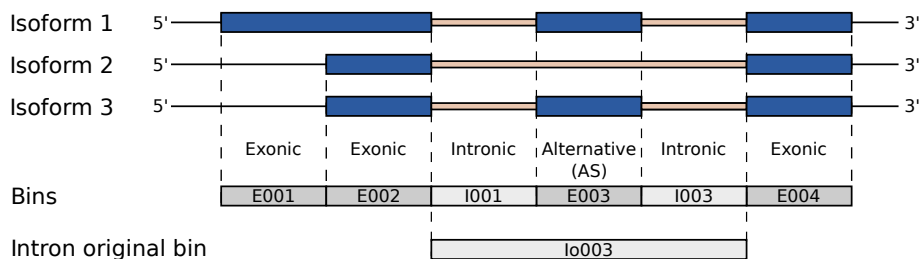 Isoform 1 5' 3'
Isoform 2 5' 3'
Isoform 3 5' 3'
Exonic Exonic Intronic Alternative (AS) Intronic Exonic
Bins E001 E002 I001 E003 I003 E004
Intron original bin Io003